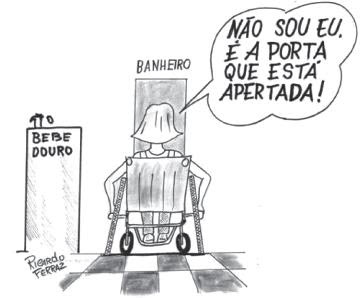 NÃO SOU EU.
É A PORTA
QUE ESTÁ
APERTADA!
BANHEIRO
BEBE
DOURO
RICARDO
FERRAZ